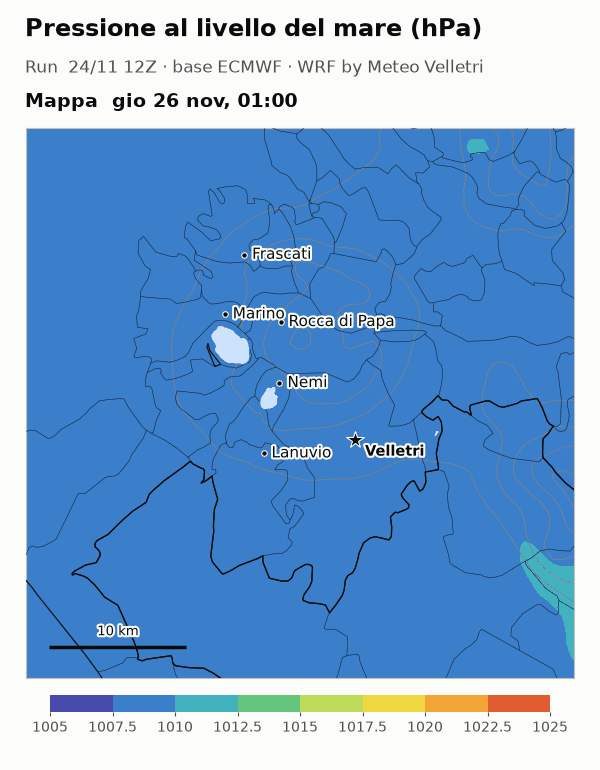 Pressione al livello del mare (hPa)
Run  24/11 12Z · base ECMWF · WRF by Meteo Velletri
Mappa  gio 26 nov, 01:00
Frascati
Marino
Rocca di Papa
Nemi
Velletri
Lanuvio
10 km
1005 1007.5 1010 1012.5 1015 1017.5 1020 1022.5 1025